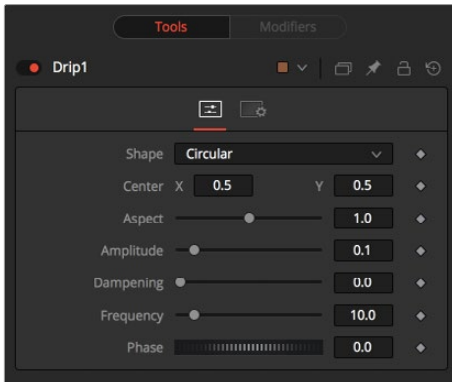 Tools Modifiers
Drip1
Shape Circular
Center X 0.5 Y 0.5
Aspect 1.0
Amplitude 0.1
Dampening 0.0
Frequency 10.0
Phase 0.0